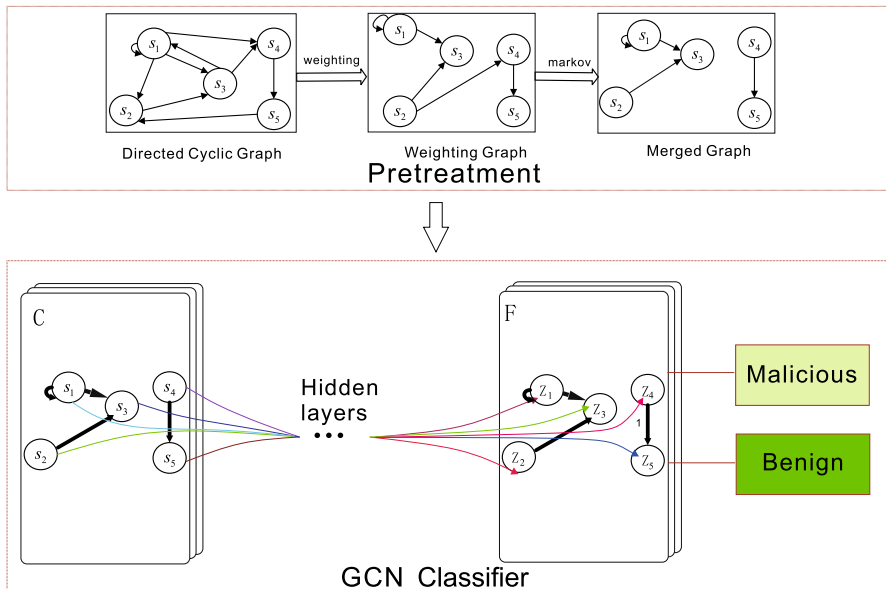 s1
s4
s3
s2
s5
Directed Cyclic Graph
weighting
s1
s3
s4
s2
s5
Weighting Graph
markov
s1
s4
s3
s2
s5
Merged Graph
Pretreatment
C
s1
s4
s3
s2
s5
Hidden
layers
•••
F
Z1
Z4
Z3
1
Z2
Z5
Malicious
Benign
GCN Classifier